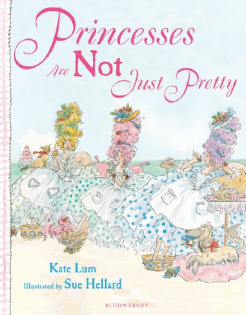 Princesses
Are Not
Just Pretty
Kate Lum
Illustrated by Sue Hellard
BLOOMSBURY